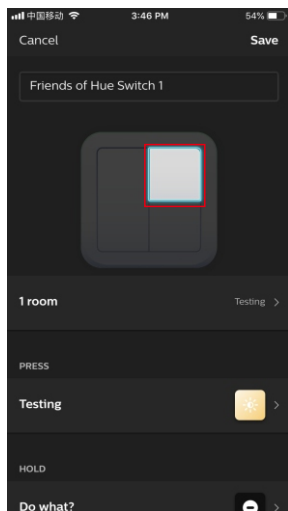 中国移动 3:46 PM 54%
Cancel Save
Friends of Hue Switch 1
1 room Testing >
PRESS
Testing >
HOLD
Do what? >